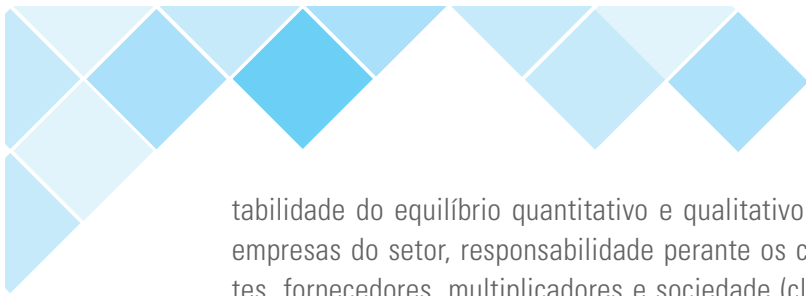 tabilidade do equilíbrio quantitativo e qualitativo
empresas do setor, responsabilidade perante os
tes, fornecedores, multiplicadores e sociedade